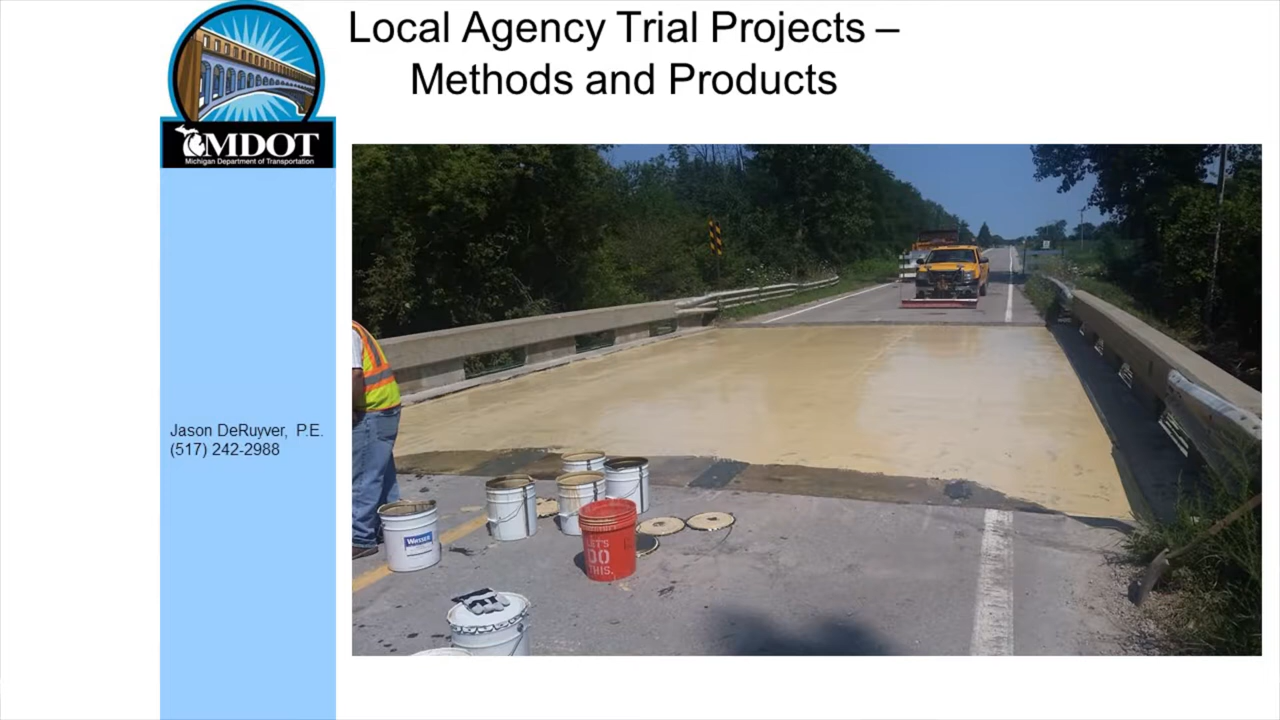 Local Agency Trial Projects –
Methods and Products
MDOT
Michigan Department of Transportation
Jason DeRuyver, P.E.
(517) 242-2988
LET'S
DO
THIS.